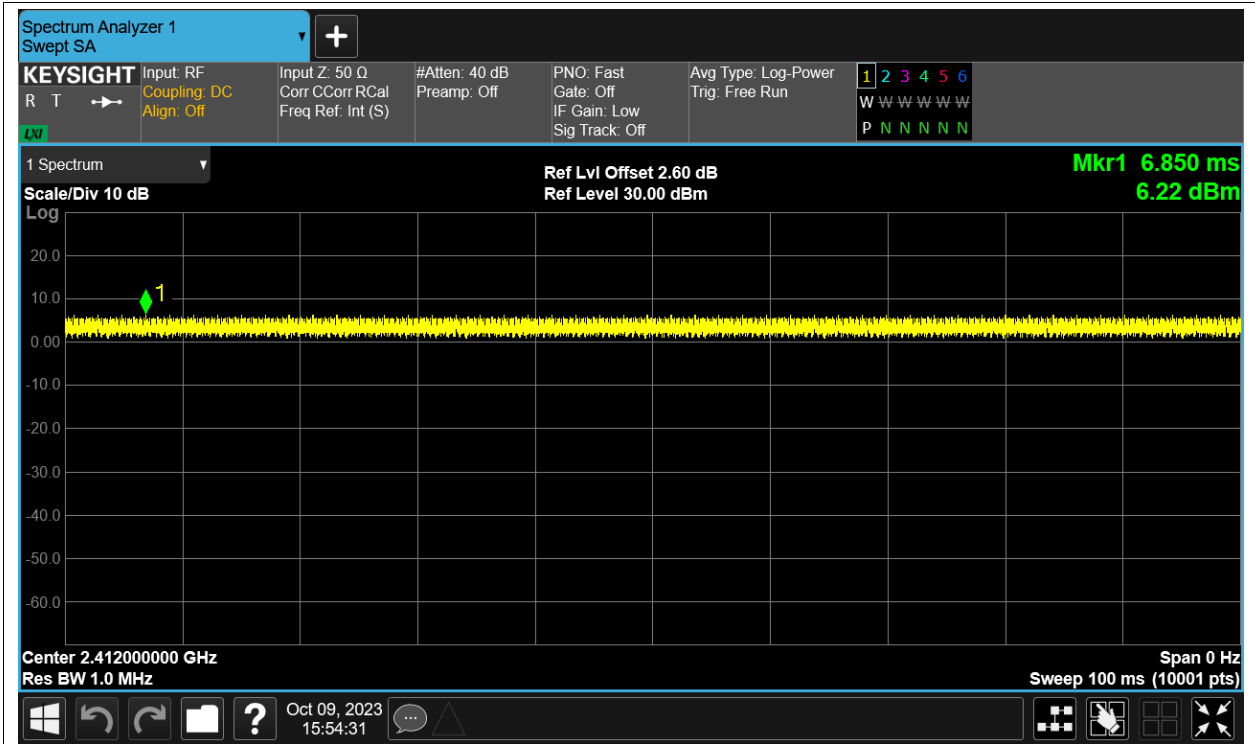 Spectrum Analyzer 1
Swept SA
KEYSIGHT
R T
LXI
Input: RF
Coupling: DC
Align: Off
Input Z: 50 Ω
Corr CCorr RCal
Freq Ref: Int (S)
#Atten: 40 dB
Preamp: Off
PNO: Fast
Gate: Off
IF Gain: Low
Sig Track: Off
Avg Type: Log-Power
Trig: Free Run
1 2 3 4 5 6
W W W W W W
P N N N N N
1 Spectrum
Scale/Div 10 dB
Log
Ref Lvl Offset 2.60 dB
Ref Level 30.00 dBm
Mkr1 6.850 ms
6.22 dBm
20.0
10.0
1
0.00
-10.0
-20.0
-30.0
-40.0
-50.0
-60.0
Center 2.412000000 GHz
Span 0 Hz
Res BW 1.0 MHz
Sweep 100 ms (10001 pts)
?
Oct 09, 2023
15:54:31